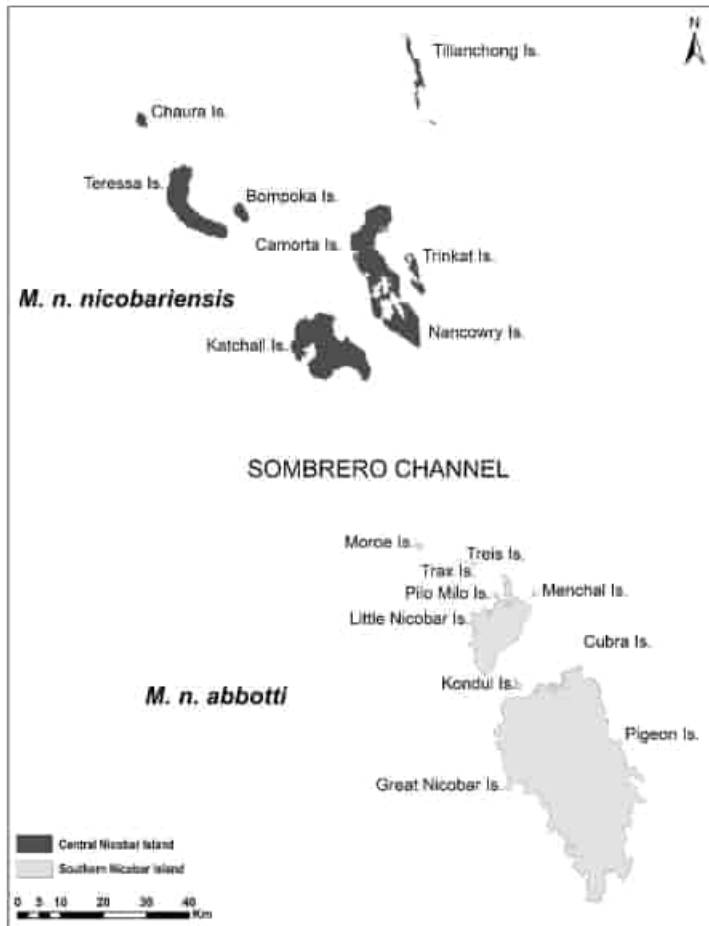 N
Tillanchong Is.
Chaura Is.
Teressa Is.
Bompoka Is.
Camorta Is.
Trinkat Is.
M. n. nicobariensis
Nancowry Is.
Katchall Is.
SOMBRERO CHANNEL
Moroe Is.
Treis Is.
Trax Is.
Pilo Milo Is.
Menchal Is.
Little Nicobar Is.
Cubra Is.
Kondul Is.
M. n. abbotti
Pigeon Is.
Great Nicobar Is.
Central Nicobar Island
Southern Nicobar Island
0 5 10 20 30 40
Km